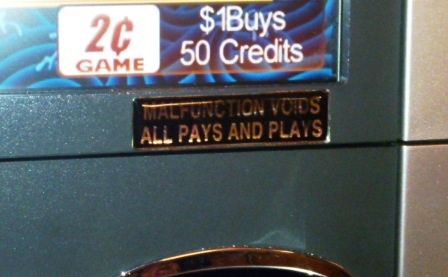 2¢
GAME
$1Buys
50 Credits
MALFUNCTION VOIDS
ALL PAYS AND PLAYS